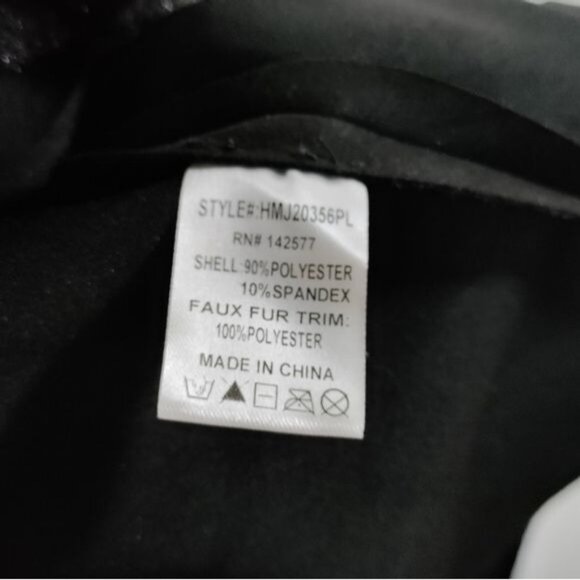 STYLE#:HMJ20356PL
RN# 142577
SHELL:90%POLYESTER
10%SPANDEX
FAUX FUR TRIM:
100%POLYESTER
MADE IN CHINA